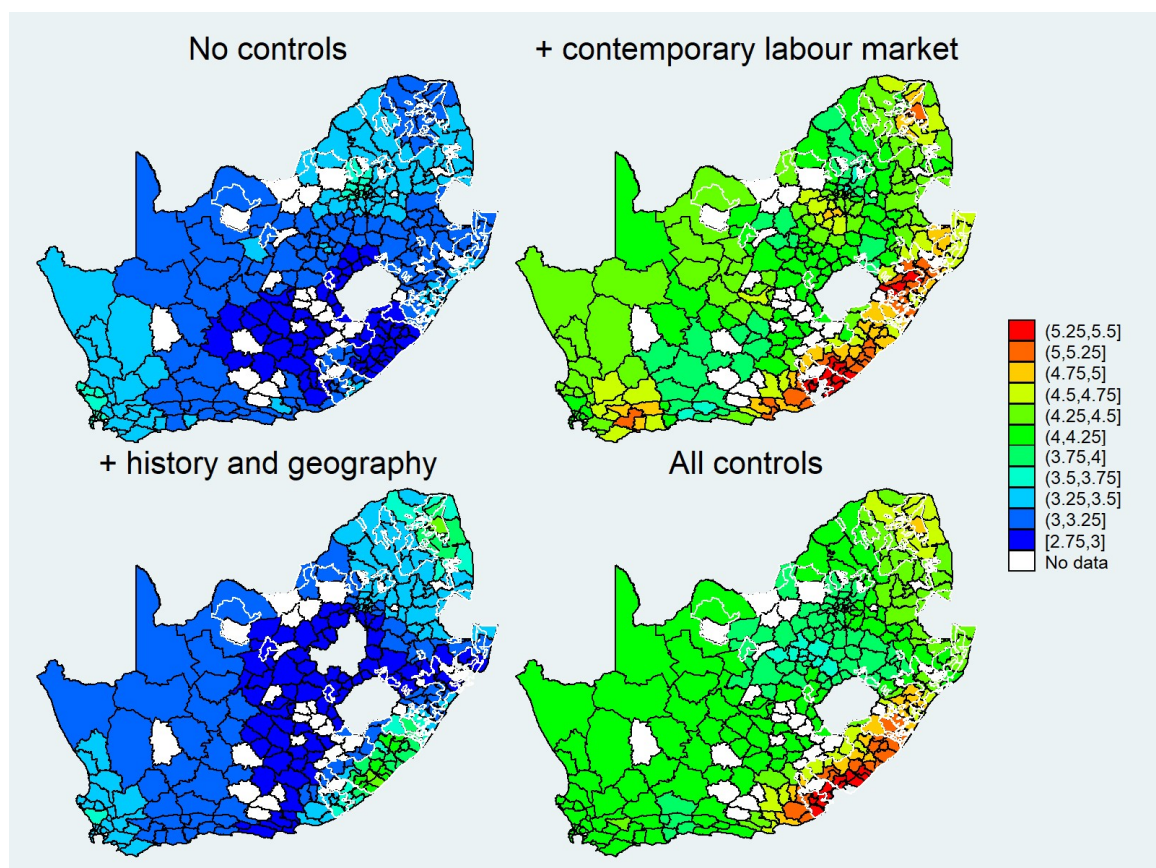 No controls
+ contemporary labour market
+ history and geography
All controls
(5.25,5.5]
(5,5.25]
(4.75,5]
(4.5,4.75]
(4.25,4.5]
(4,4.25]
(3.75,4]
(3.5,3.75]
(3.25,3.5]
(3,3.25]
[2.75,3]
No data